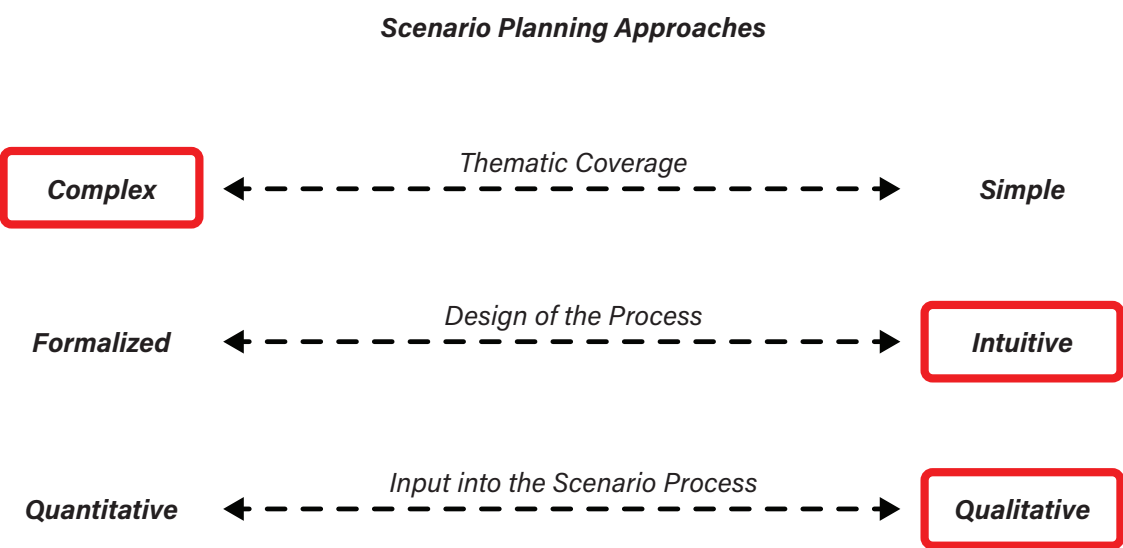 Scenario Planning Approaches
Thematic Coverage
Complex
Simple
Design of the Process
Formalized
Intuitive
Input into the Scenario Process
Quantitative
Qualitative